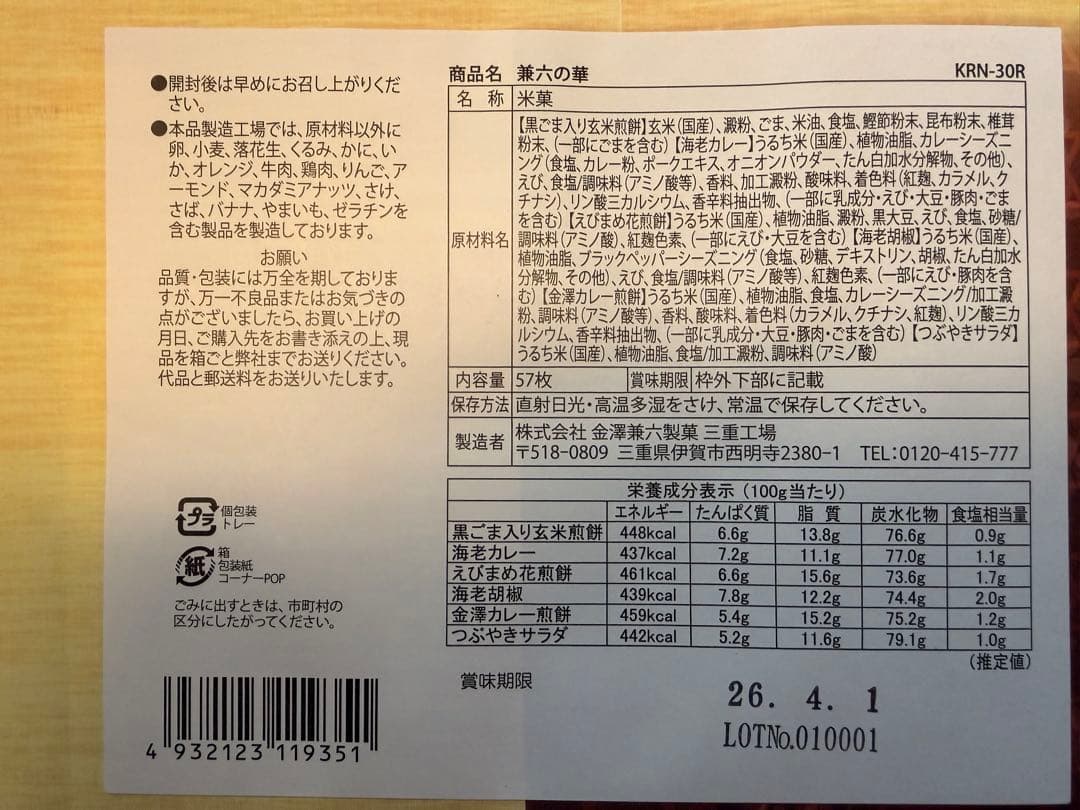 ●開封後は早めにお召し上がりくだ
さい。
●本品製造工場では、原材料以外に
卵、小麦、落花生、くるみ、かに、い
か、オレンジ、牛肉、鶏肉、りんご、ア
ーモンド、マカダミアナッツ、さけ、
さば、バナナ、やまいも、ゼラチンを
含む製品を製造しております。
お願い
品質・包装には万全を期しておりま
すが、万一不良品またはお気づきの
点がございましたら、お買い上げの
月日、ご購入先をお書き添えの上、現
品を箱ごと弊社までお送りください。
代品と郵送料をお送りいたします。
プラ
個包装
トレー
紙
箱
包装紙
コーナーPOP
ごみに出すときは、市町村の
区分にしたがってください。
4 932123 119351
商品名 兼六の華 KRN-30R
名 称 米菓
原材料名
【黒ごま入り玄米煎餅】玄米(国産)、澱粉、ごま、米油、食塩、鰹節粉末、昆布粉末、椎茸
粉末、(一部にごまを含む)【海老カレー】うるち米(国産)、植物油脂、カレーシーズニ
ング(食塩、カレー粉、ポークエキス、オニオンパウダー、たん白加水分解物、その他)、
えび、食塩/調味料(アミノ酸等)、香料、加工澱粉、酸味料、着色料(紅麹、カラメル、ク
チナシ)、リン酸三カルシウム、香辛料抽出物、(一部に乳成分・えび・大豆・豚肉・ごま
を含む)【えびまめ花煎餅】うるち米(国産)、植物油脂、澱粉、黒大豆、えび、食塩、砂糖/
調味料(アミノ酸)、紅麹色素、(一部にえび・大豆を含む)【海老胡椒】うるち米(国産)、
植物油脂、ブラックペッパーシーズニング(食塩、砂糖、デキストリン、胡椒、たん白加水
分解物、その他)、えび、食塩/調味料(アミノ酸等)、紅麹色素、(一部にえび・豚肉を含
む)【金澤カレー煎餅】うるち米(国産)、植物油脂、食塩、カレーシーズニング/加工澱
粉、調味料(アミノ酸等)、香料、酸味料、着色料(カラメル、クチナシ、紅麹)、リン酸三カ
ルシウム、香辛料抽出物、(一部に乳成分・大豆・豚肉・ごまを含む)【つぶやきサラダ】
うるち米(国産)、植物油脂、食塩/加工澱粉、調味料(アミノ酸)
内容量 57枚 賞味期限 枠外下部に記載
保存方法 直射日光・高温多湿をさけ、常温で保存してください。
製造者 株式会社 金澤兼六製菓 三重工場
〒518-0809 三重県伊賀市西明寺2380-1 TEL:0120-415-777
栄養成分表示(100g当たり)
エネルギー たんぱく質 脂 質 炭水化物 食塩相当量
黒ごま入り玄米煎餅 448kcal 6.6g 13.8g 76.6g 0.9g
海老カレー 437kcal 7.2g 11.1g 77.0g 1.1g
えびまめ花煎餅 461kcal 6.6g 15.6g 73.6g 1.7g
海老胡椒 439kcal 7.8g 12.2g 74.4g 2.0g
金澤カレー煎餅 459kcal 5.4g 15.2g 75.2g 1.2g
つぶやきサラダ 442kcal 5.2g 11.6g 79.1g 1.0g
(推定値)
賞味期限
26. 4. 1
LOTNo.010001